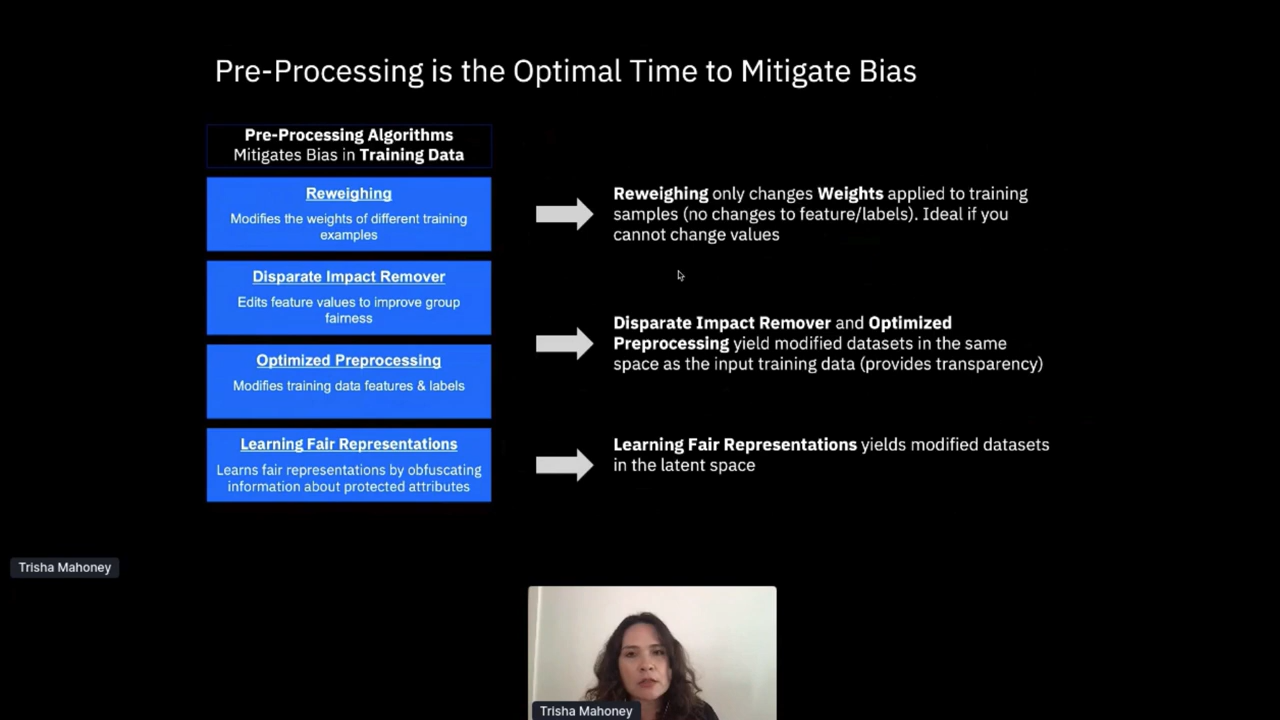 Pre-Processing is the Optimal Time to Mitigate Bias
Pre-Processing Algorithms
Mitigates Bias in Training Data
Reweighing
Modifies the weights of different training
examples
Disparate Impact Remover
Edits feature values to improve group
fairness
Optimized Preprocessing
Modifies training data features & labels
Learning Fair Representations
Learns fair representations by obfuscating
information about protected attributes
Reweighing only changes Weights applied to training
samples (no changes to feature/labels). Ideal if you
cannot change values
Disparate Impact Remover and Optimized
Preprocessing yield modified datasets in the same
space as the input training data (provides transparency)
Learning Fair Representations yields modified datasets
in the latent space
Trisha Mahoney
Trisha Mahoney